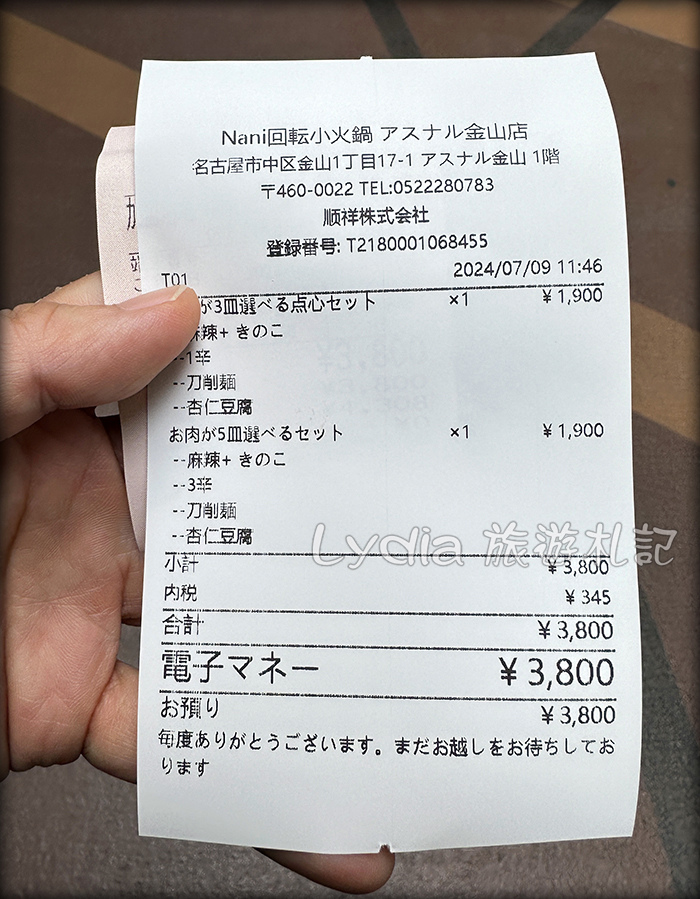 Nani回転小火鍋 アスナル金山店
名古屋市中区金山1丁目17-1 アスナル金山 1階
〒460-0022 TEL:0522280783
順祥株式会社
登録番号: T2180001068455
2024/07/09 11:46
T01
が3皿選べる点心セット ×1 ¥1,900
麻辣+ きのこ
--1辛
--刀削麺
--杏仁豆腐
お肉が5皿選べるセット ×1 ¥1,900
--麻辣+ きのこ
--3辛
--刀削麺
--杏仁豆腐
Lydia 旅游札記
小計 ¥3,800
内税 ¥345
合計 ¥3,800
電子マネー ¥3,800
お預り ¥3,800
毎度ありがとうございます。まだお越しをお待ちしてお
ります